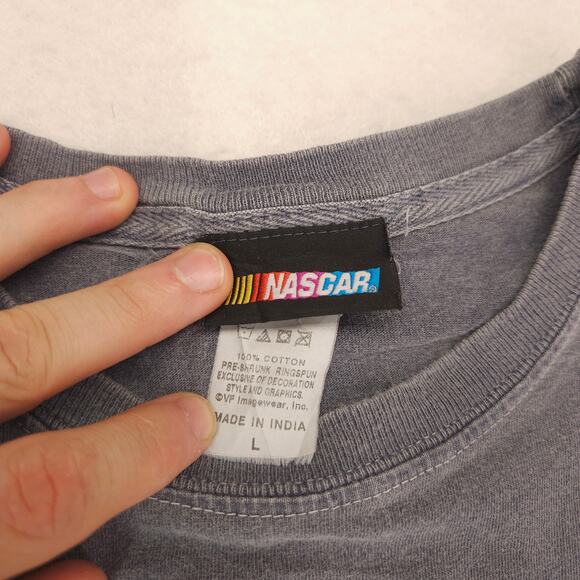 NASCAR®
100% COTTON
PRE-SHRUNK RINGSPUN
EXCLUSIVE OF DECORATION
STYLE AND GRAPHICS.
©VF Imagewear, Inc.
MADE IN INDIA
L